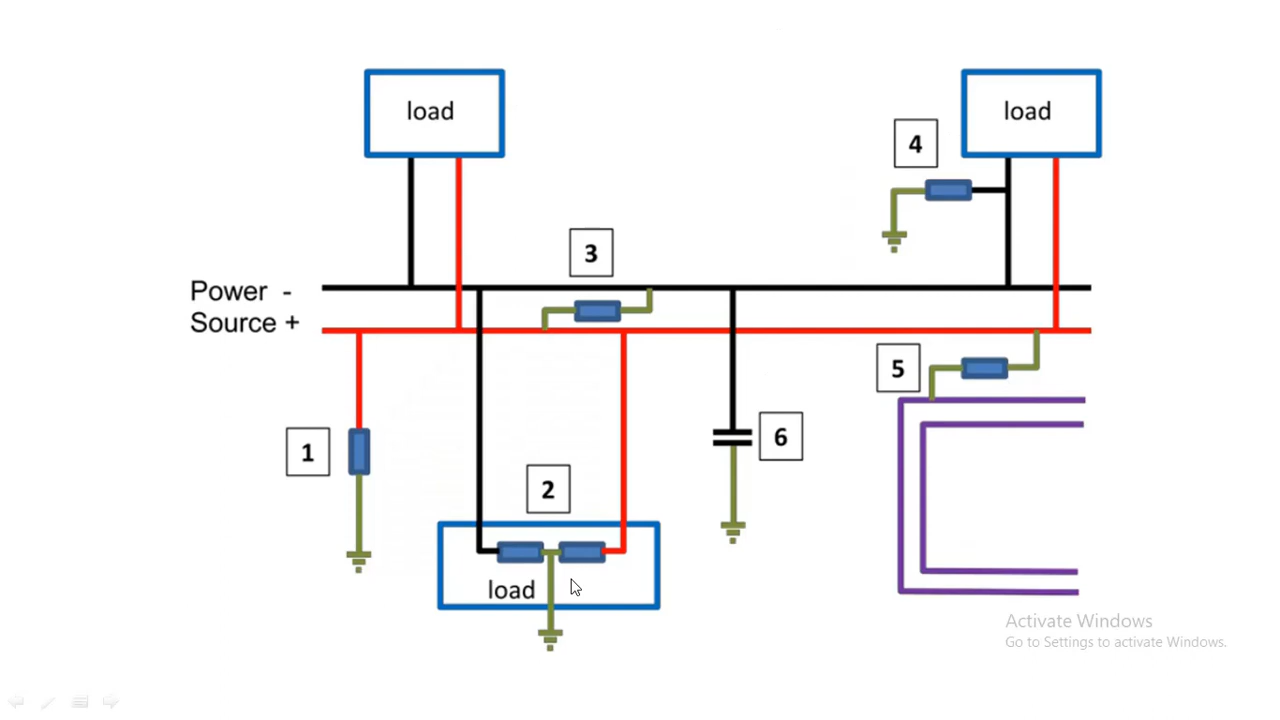 load
load
4
3
Power -
Source +
5
1
6
2
load
Activate Windows
Go to Settings to activate Windows.